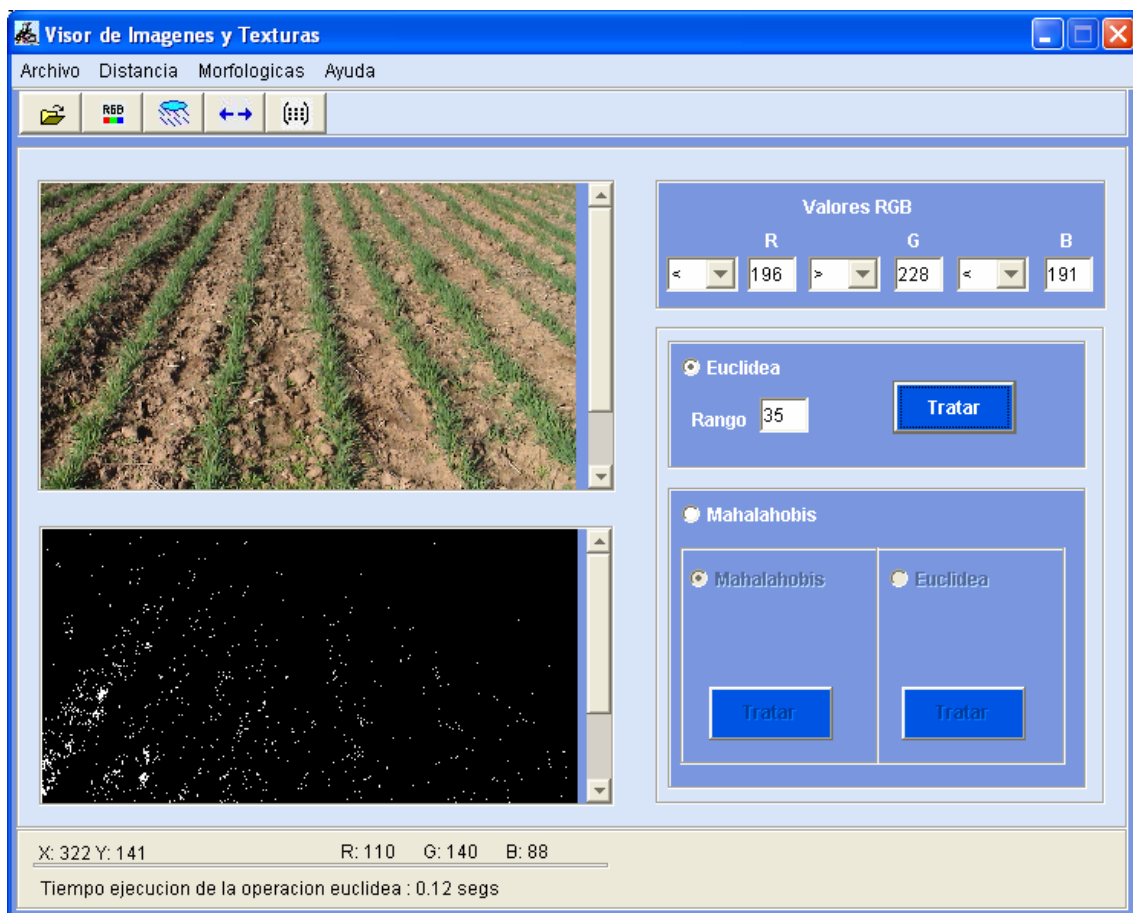 Visor de Imagenes y Texturas
Archivo Distancia Morfologicas Ayuda
RGB
Valores RGB
R G B
< 196 > 228 < 191
Euclidea
Rango 35 Tratar
Mahalahobis
Mahalahobis Euclidea
Tratar Tratar
X: 322 Y: 141 R: 110 G: 140 B: 88
Tiempo ejecucion de la operacion euclidea : 0.12 segs